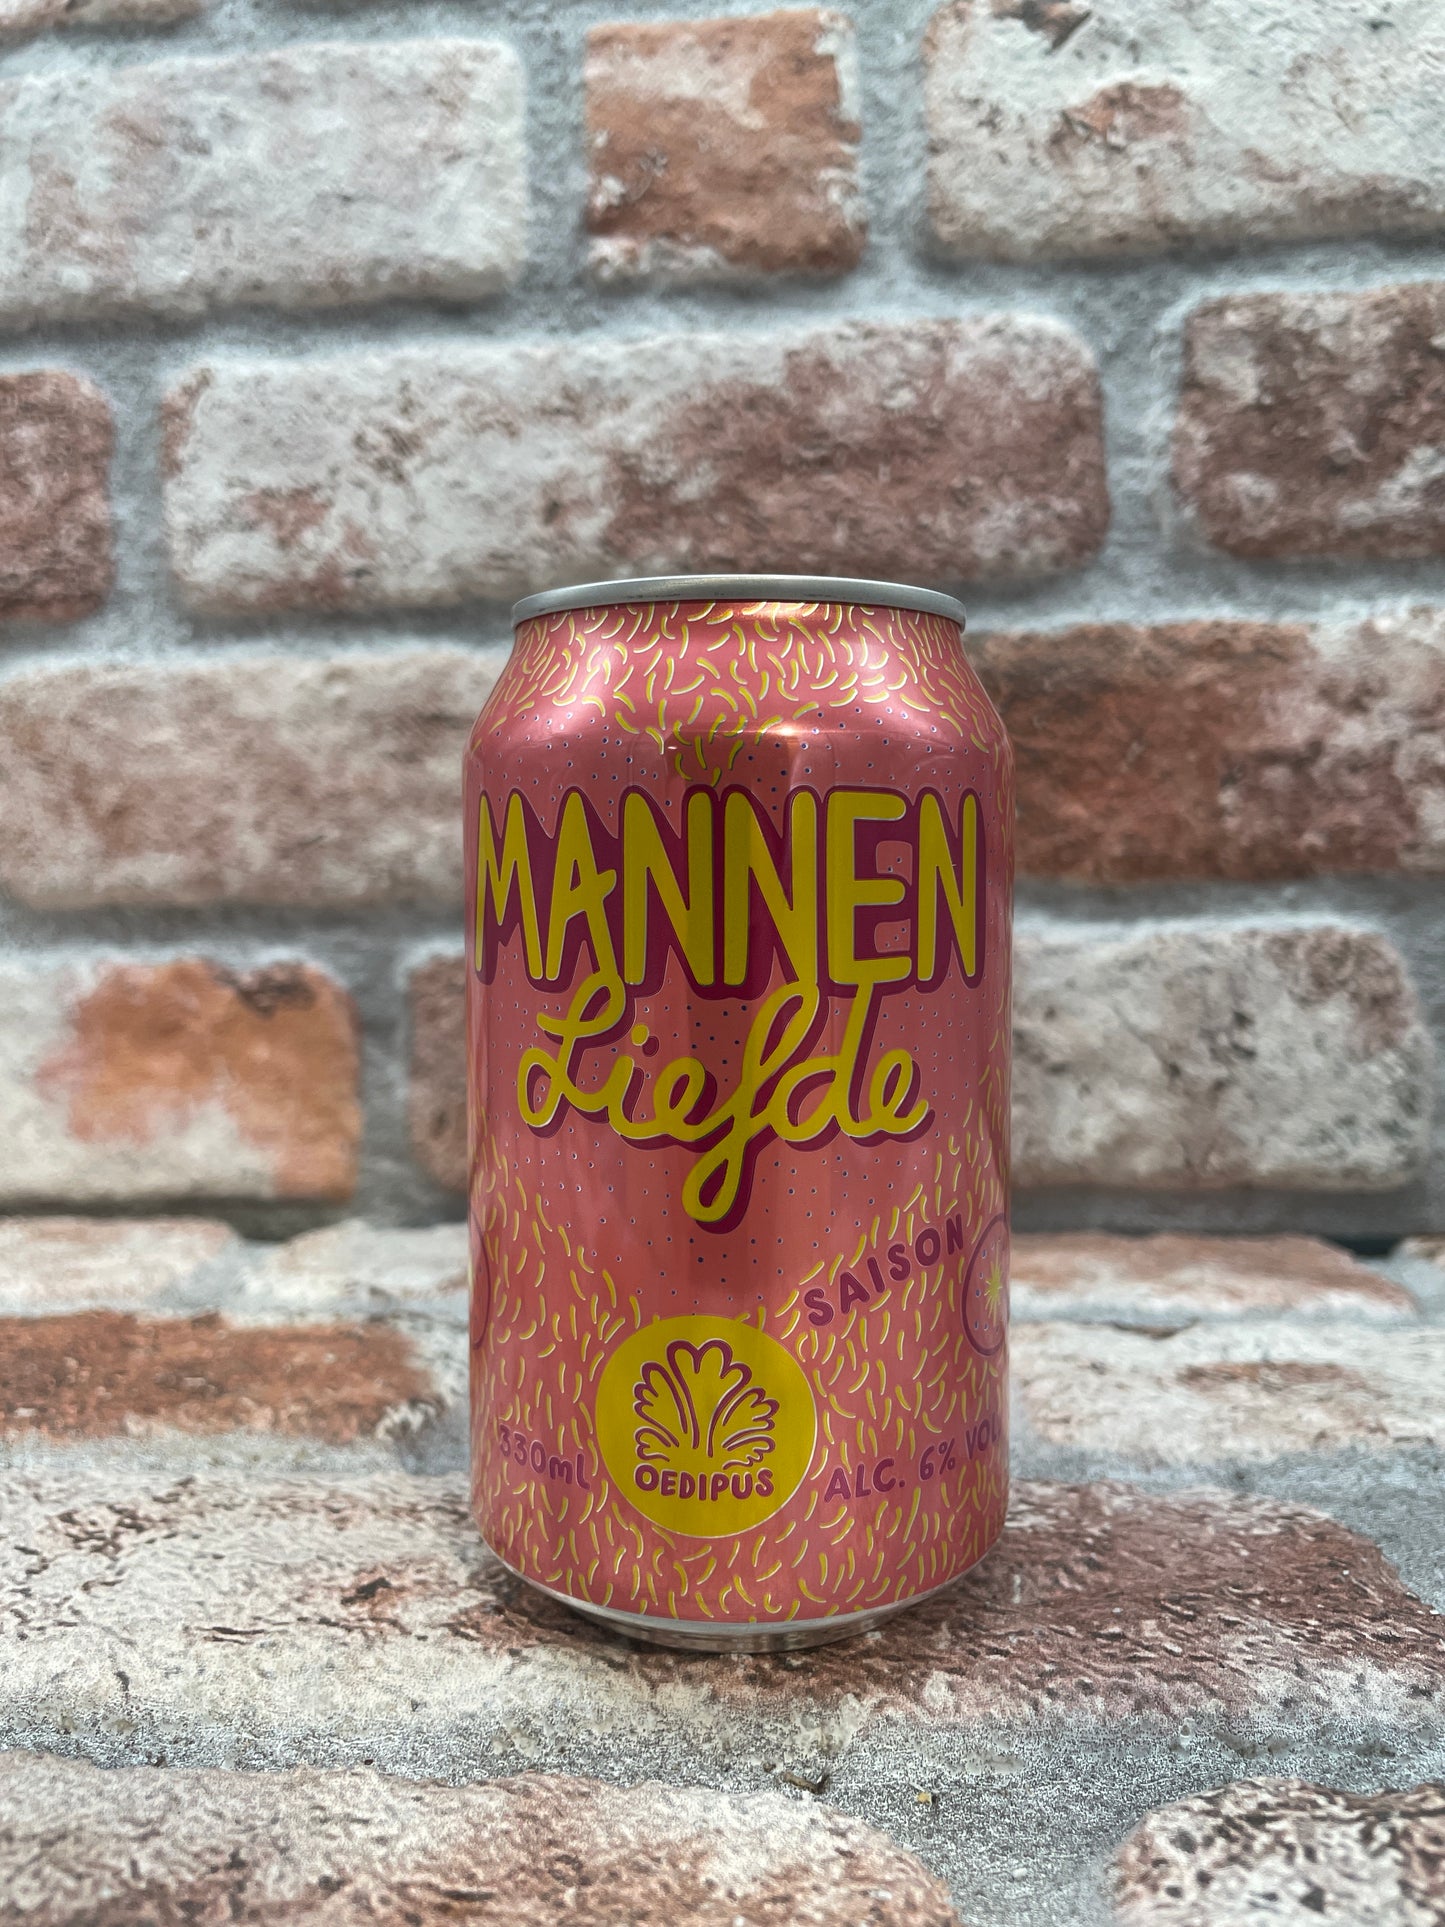 MANNEN
Liefde
SAISON
330mL
OEDIPUS
ALC. 6% VOL